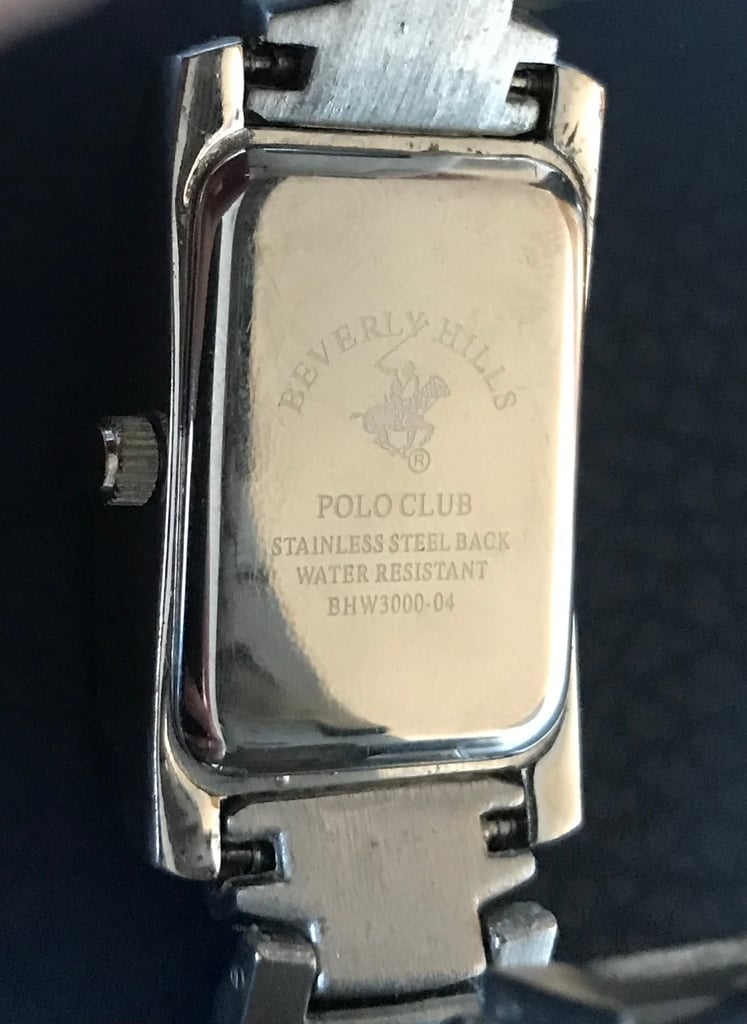 BEVERLY HILLS
®
POLO CLUB
STAINLESS STEEL BACK
WATER RESISTANT
BHW3000-04